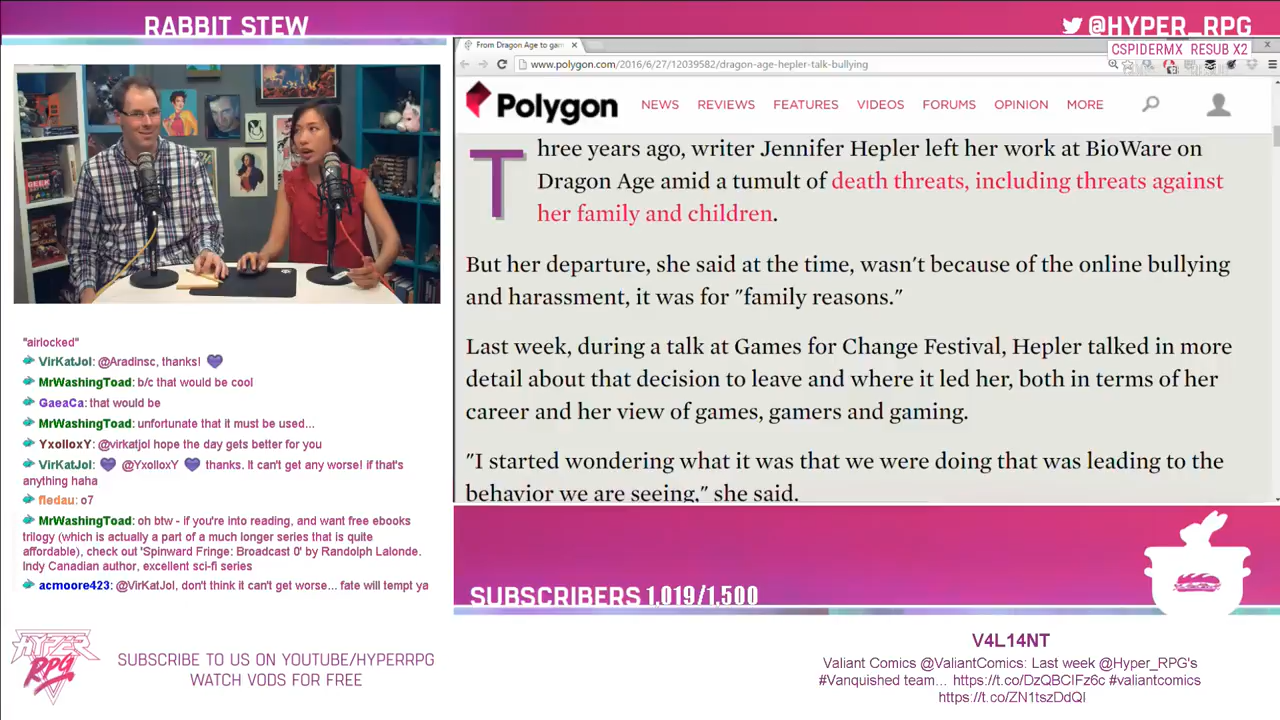 RABBIT STEW
@HYPER_RPG
CSPIDERMX RESUB X2
From Dragon Age to gam
www.polygon.com/2016/6/27/12039582/dragon-age-hepler-talk-bullying
Polygon
NEWS REVIEWS FEATURES VIDEOS FORUMS OPINION MORE
Three years ago, writer Jennifer Hepler left her work at BioWare on
Dragon Age amid a tumult of death threats, including threats against
her family and children.
But her departure, she said at the time, wasn't because of the online bullying
and harassment, it was for "family reasons."
Last week, during a talk at Games for Change Festival, Hepler talked in more
detail about that decision to leave and where it led her, both in terms of her
career and her view of games, gamers and gaming.
"I started wondering what it was that we were doing that was leading to the
behavior we are seeing," she said.
"airlocked"
VirKatJol: @Aradinsc, thanks!
MrWashingToad: b/c that would be cool
GaeaCa: that would be
MrWashingToad: unfortunate that it must be used...
YxolloxY: @virkatjol hope the day gets better for you
VirKatJol: @YxolloxY thanks. It can't get any worse! if that's
anything haha
fledau: o7
MrWashingToad: oh btw - if you're into reading, and want free ebooks
trilogy (which is actually a part of a much longer series that is quite
affordable), check out 'Spinward Fringe: Broadcast 0' by Randolph Lalonde.
Indy Canadian author, excellent sci-fi series
acmoore423: @VirKatJol, don't think it can't get worse... fate will tempt ya
SUBSCRIBERS 1,019/1,500
HYPER
RPG
SUBSCRIBE TO US ON YOUTUBE/HYPERRPG
WATCH VODS FOR FREE
V4L14NT
Valiant Comics @ValiantComics: Last week @Hyper_RPG's
#Vanquished team... https://t.co/DzQBCIFz6c #valiantcomics
https://t.co/ZN1tszDdQI